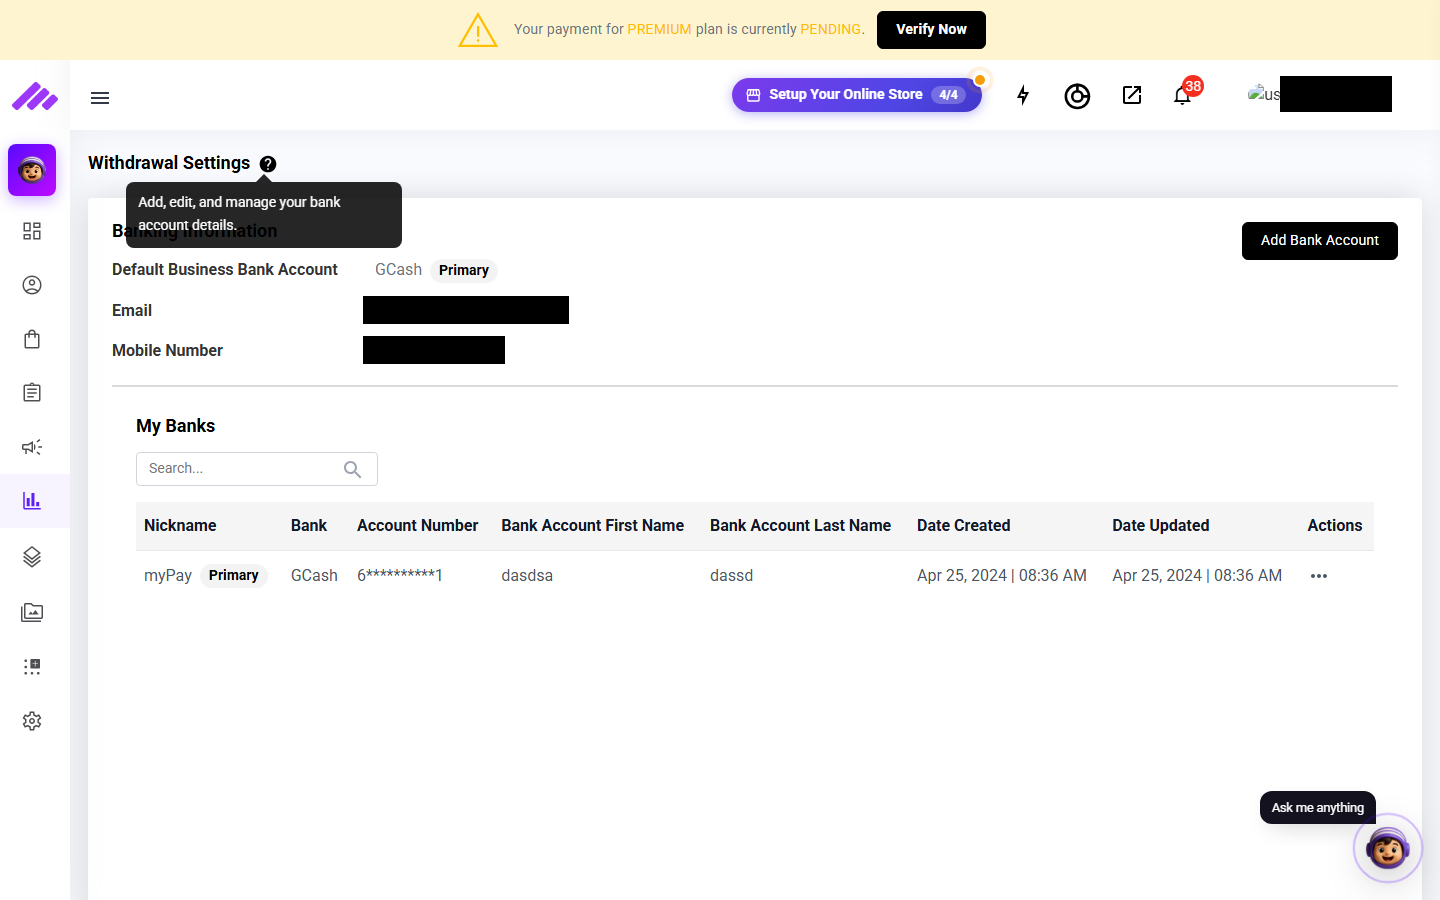 Your payment for PREMIUM plan is currently PENDING.
Verify Now
Setup Your Online Store 4/4
38
us
Withdrawal Settings
Add, edit, and manage your bank
account details.
Banking Information
Add Bank Account
Default Business Bank Account GCash Primary
Email
Mobile Number
My Banks
Search...
Nickname Bank Account Number Bank Account First Name Bank Account Last Name Date Created Date Updated Actions
myPay Primary GCash 6**********1 dasdsa dassd Apr 25, 2024 | 08:36 AM Apr 25, 2024 | 08:36 AM
Ask me anything